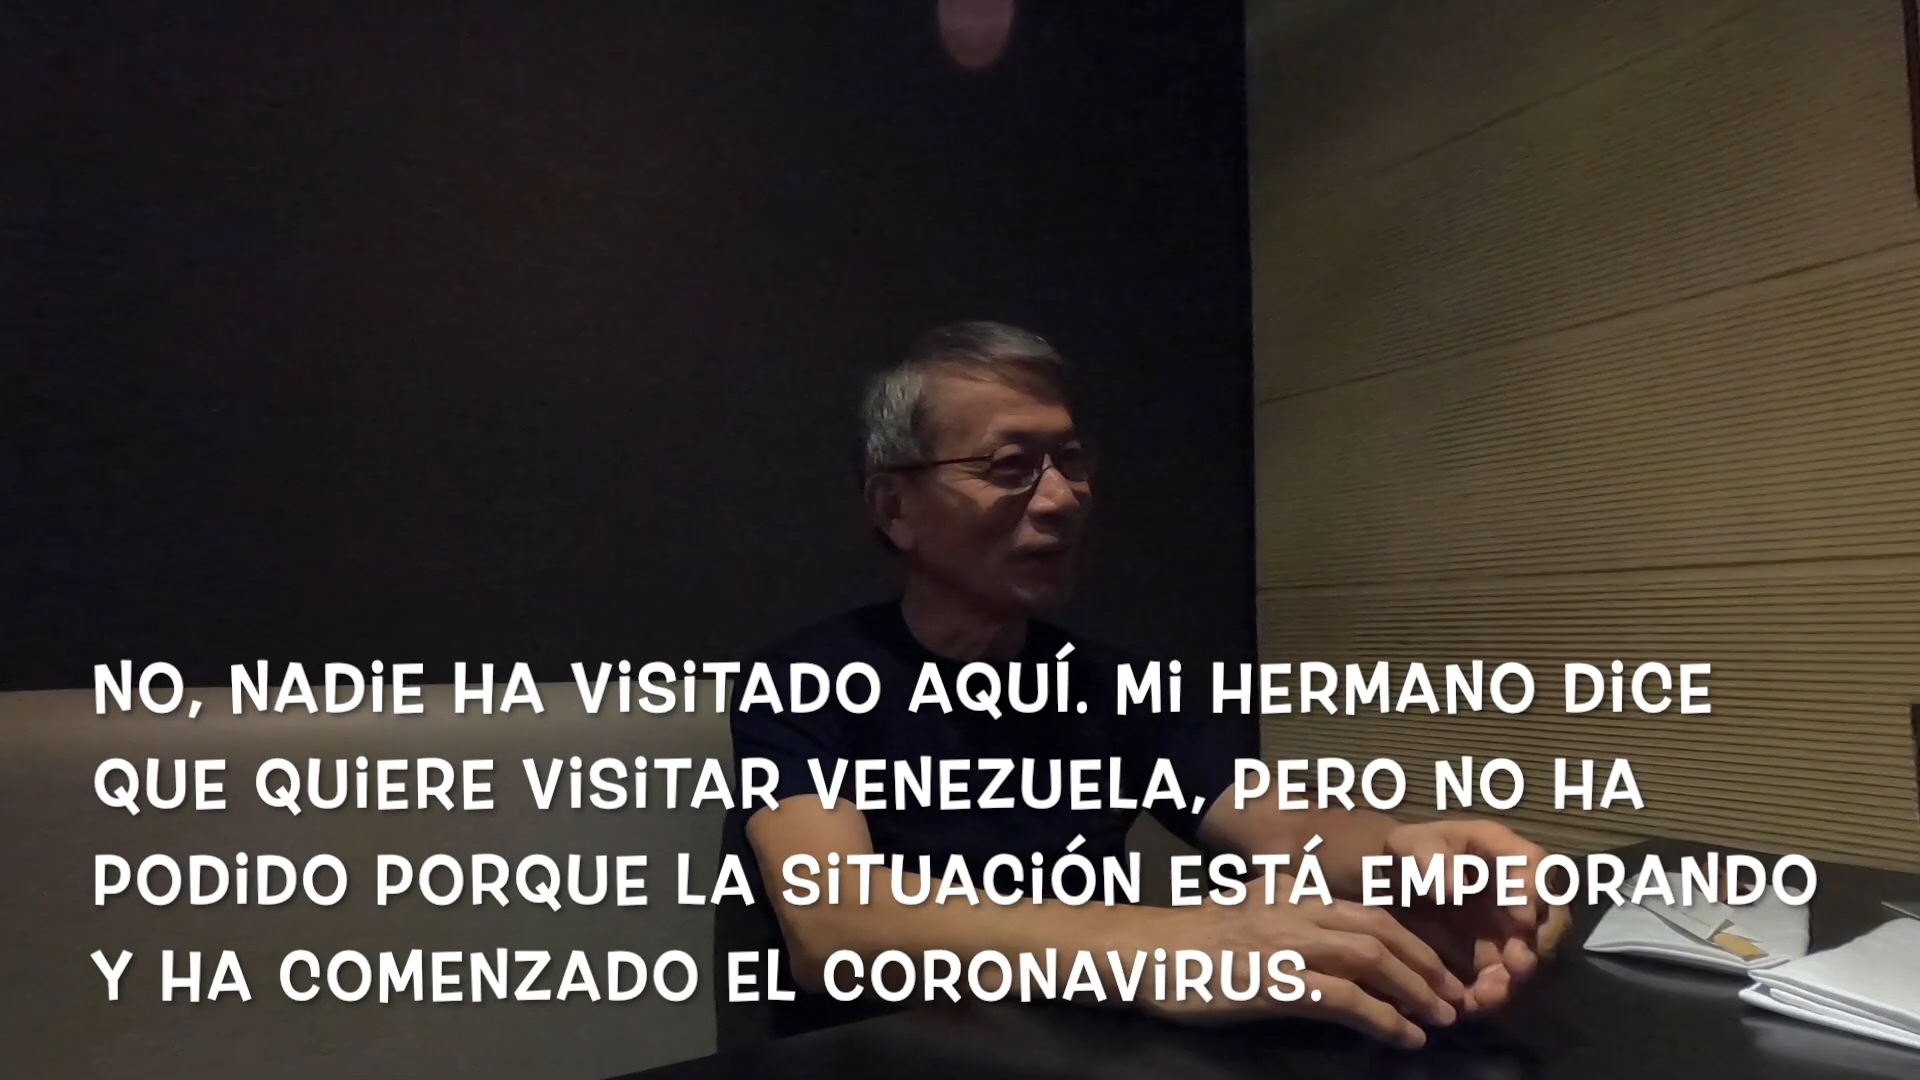 NO, NADIE HA VISITADO AQUÍ. MI HERMANO DICE
QUE QUIERE VISITAR VENEZUELA, PERO NO HA
PODIDO PORQUE LA SITUACIÓN ESTÁ EMPEORANDO
Y HA COMENZADO EL CORONAVIRUS.